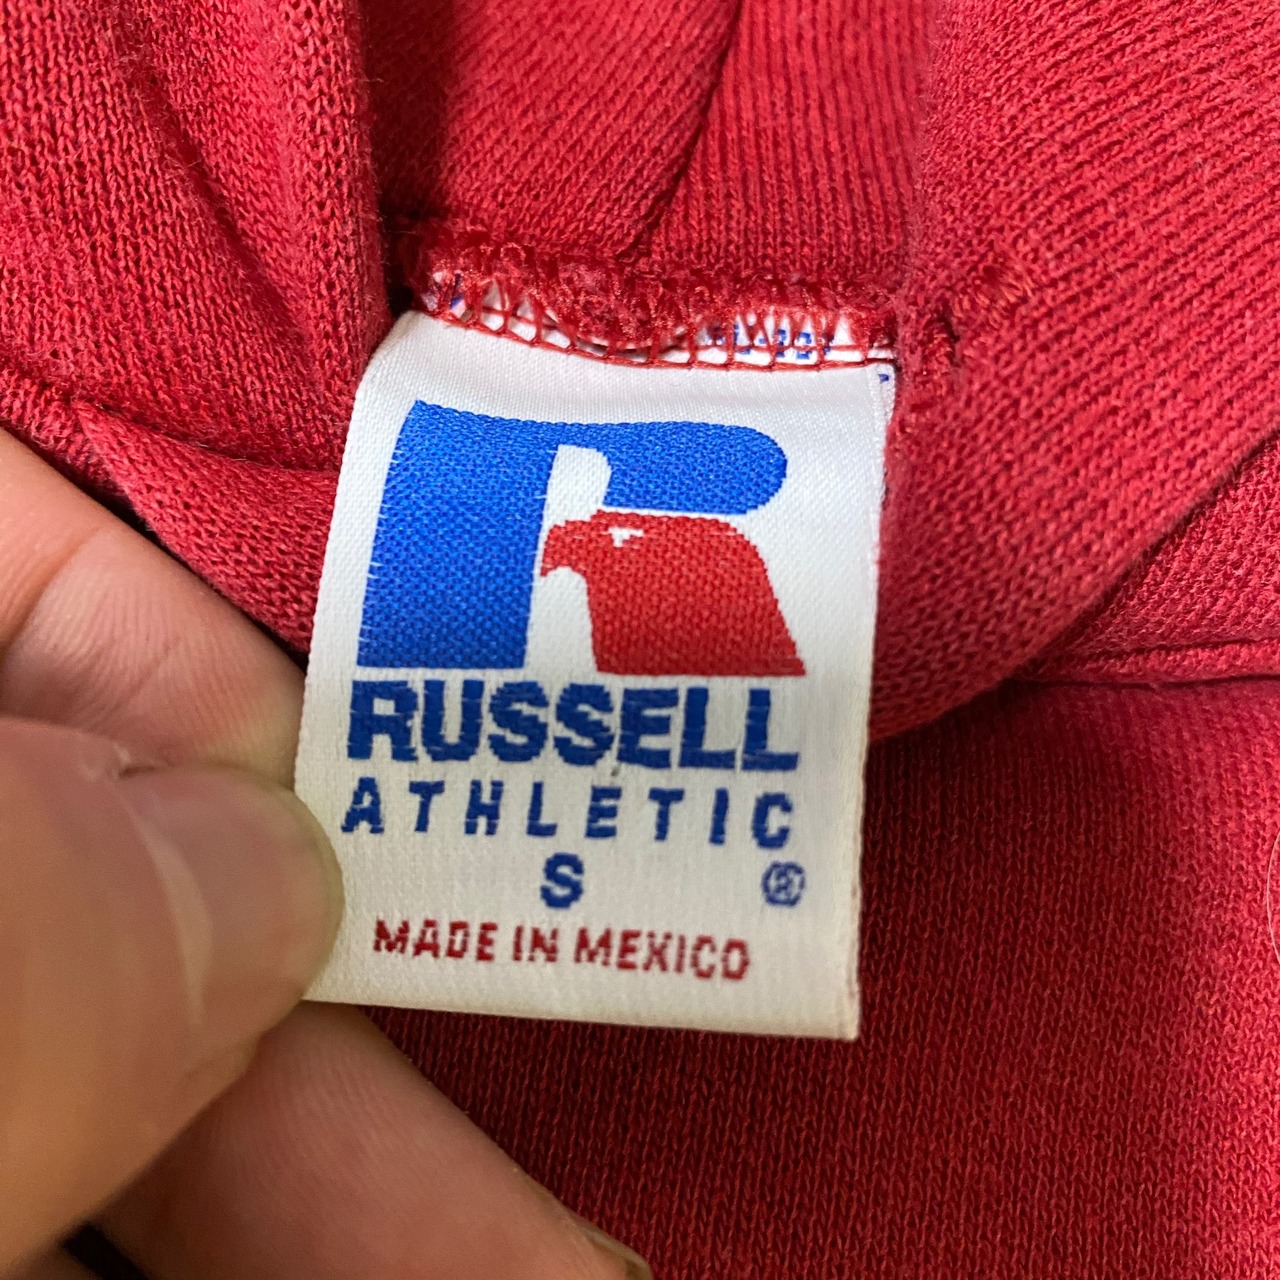 RUSSELL
ATHLETIC
S ®
MADE IN MEXICO